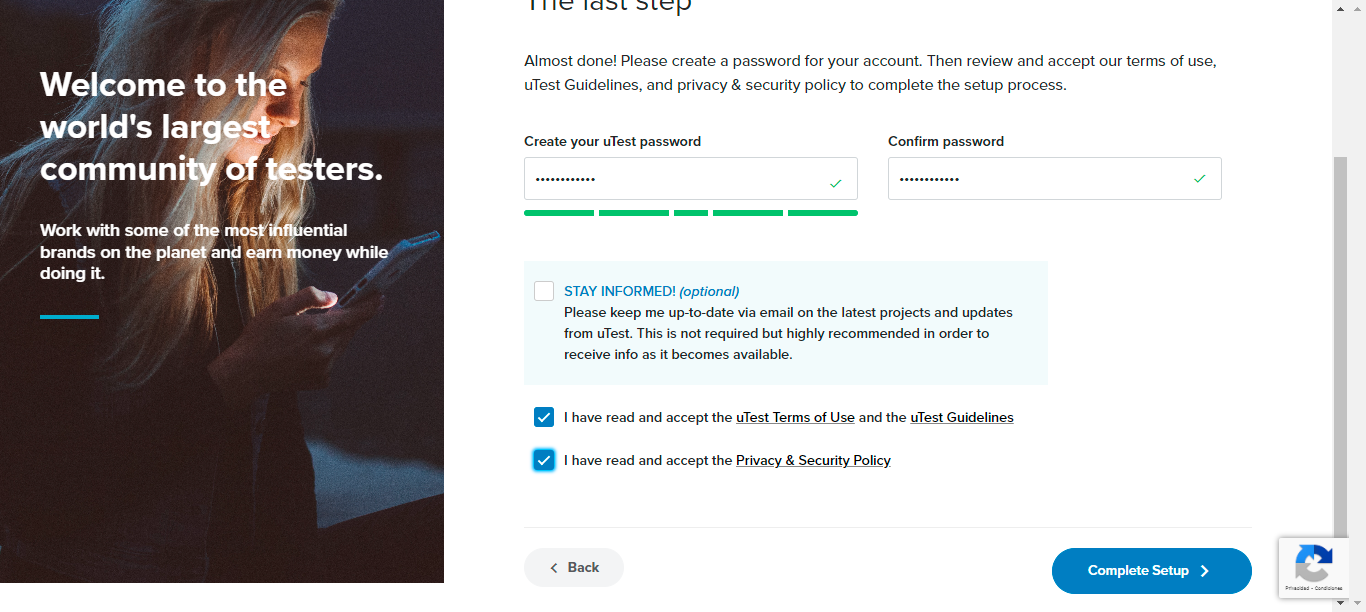 The last step
Welcome to the
world's largest
community of testers.
Work with some of the most influential
brands on the planet and earn money while
doing it.
Almost done! Please create a password for your account. Then review and accept our terms of use,
uTest Guidelines, and privacy & security policy to complete the setup process.
Create your uTest password
Confirm password
••••••••••••
••••••••••••
STAY INFORMED! (optional)
Please keep me up-to-date via email on the latest projects and updates
from uTest. This is not required but highly recommended in order to
receive info as it becomes available.
I have read and accept the uTest Terms of Use and the uTest Guidelines
I have read and accept the Privacy & Security Policy
Back
Complete Setup
Privacidad - Condiciones